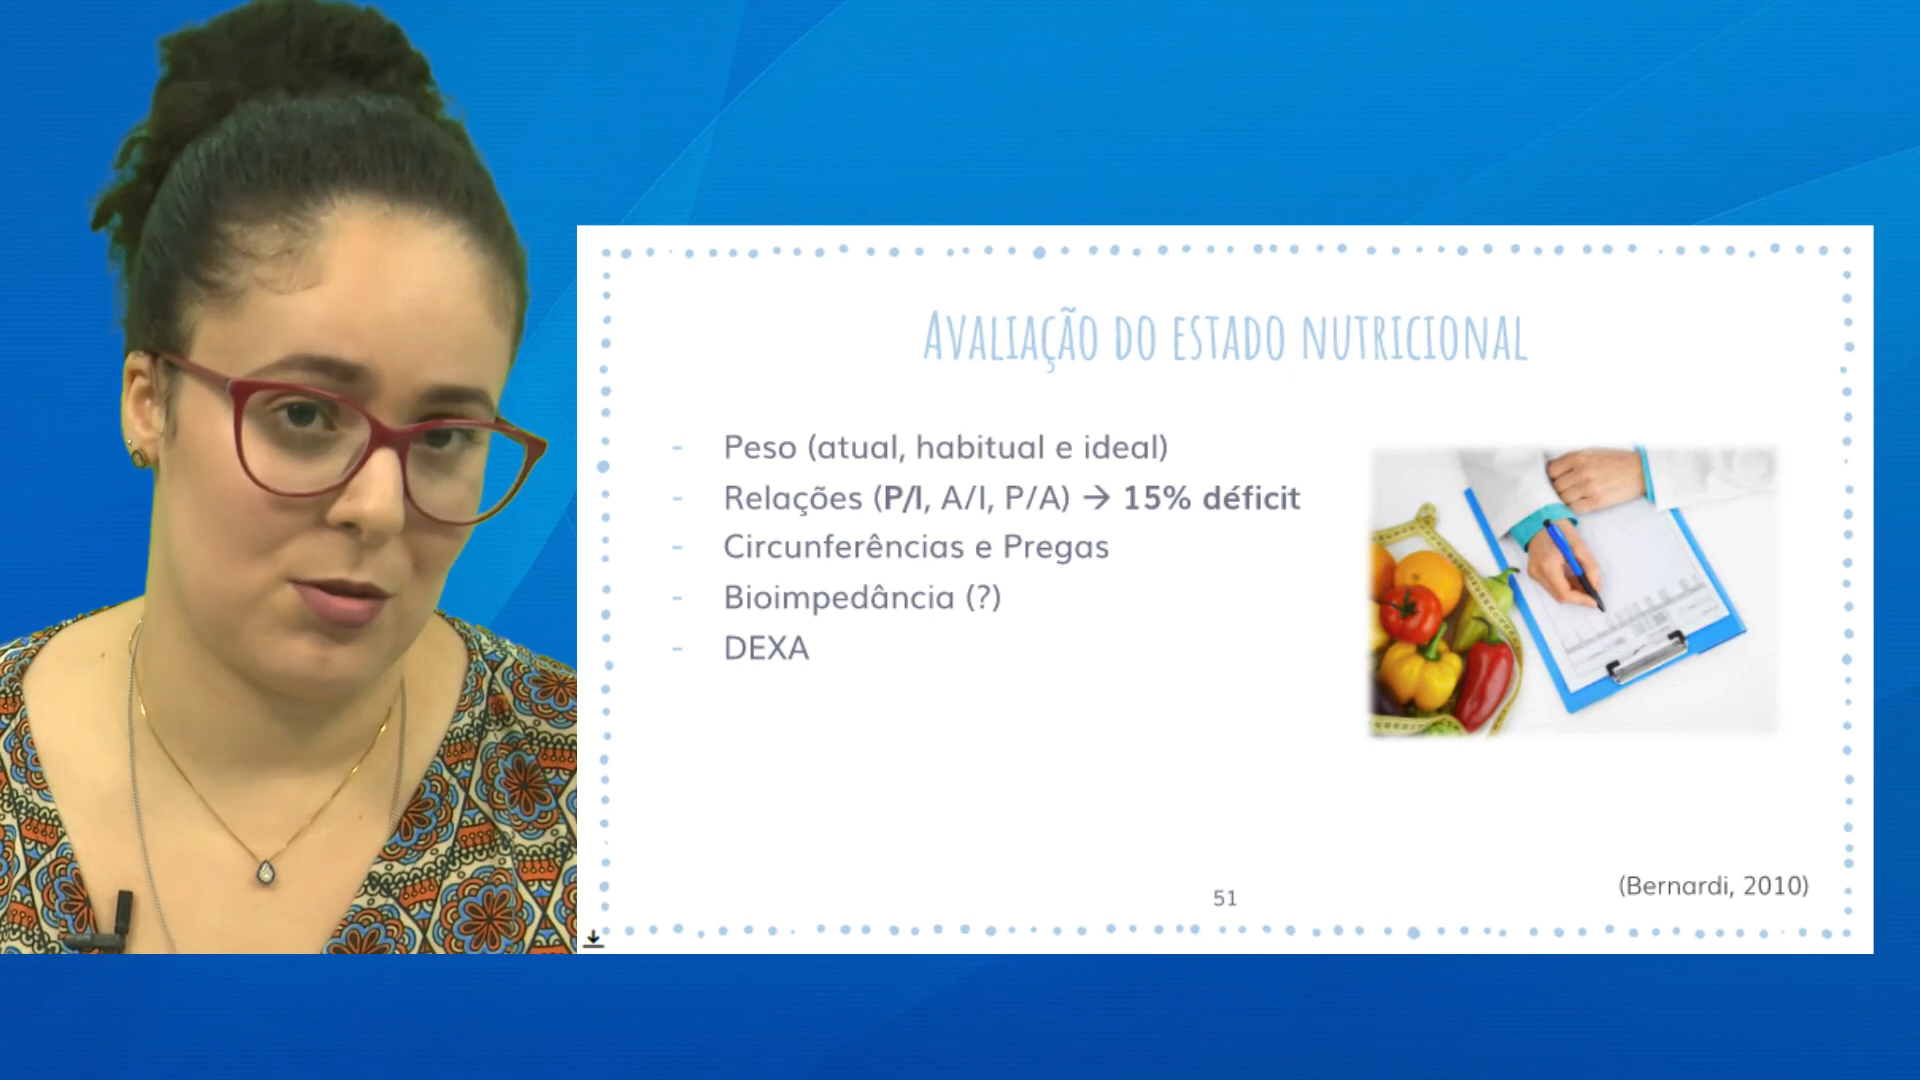 AVALIAÇÃO DO ESTADO NUTRICIONAL
- Peso (atual, habitual e ideal)
- Relações (P/I, A/I, P/A) → 15% déficit
- Circunferências e Pregas
- Bioimpedância (?)
- DEXA
(Bernardi, 2010)
51